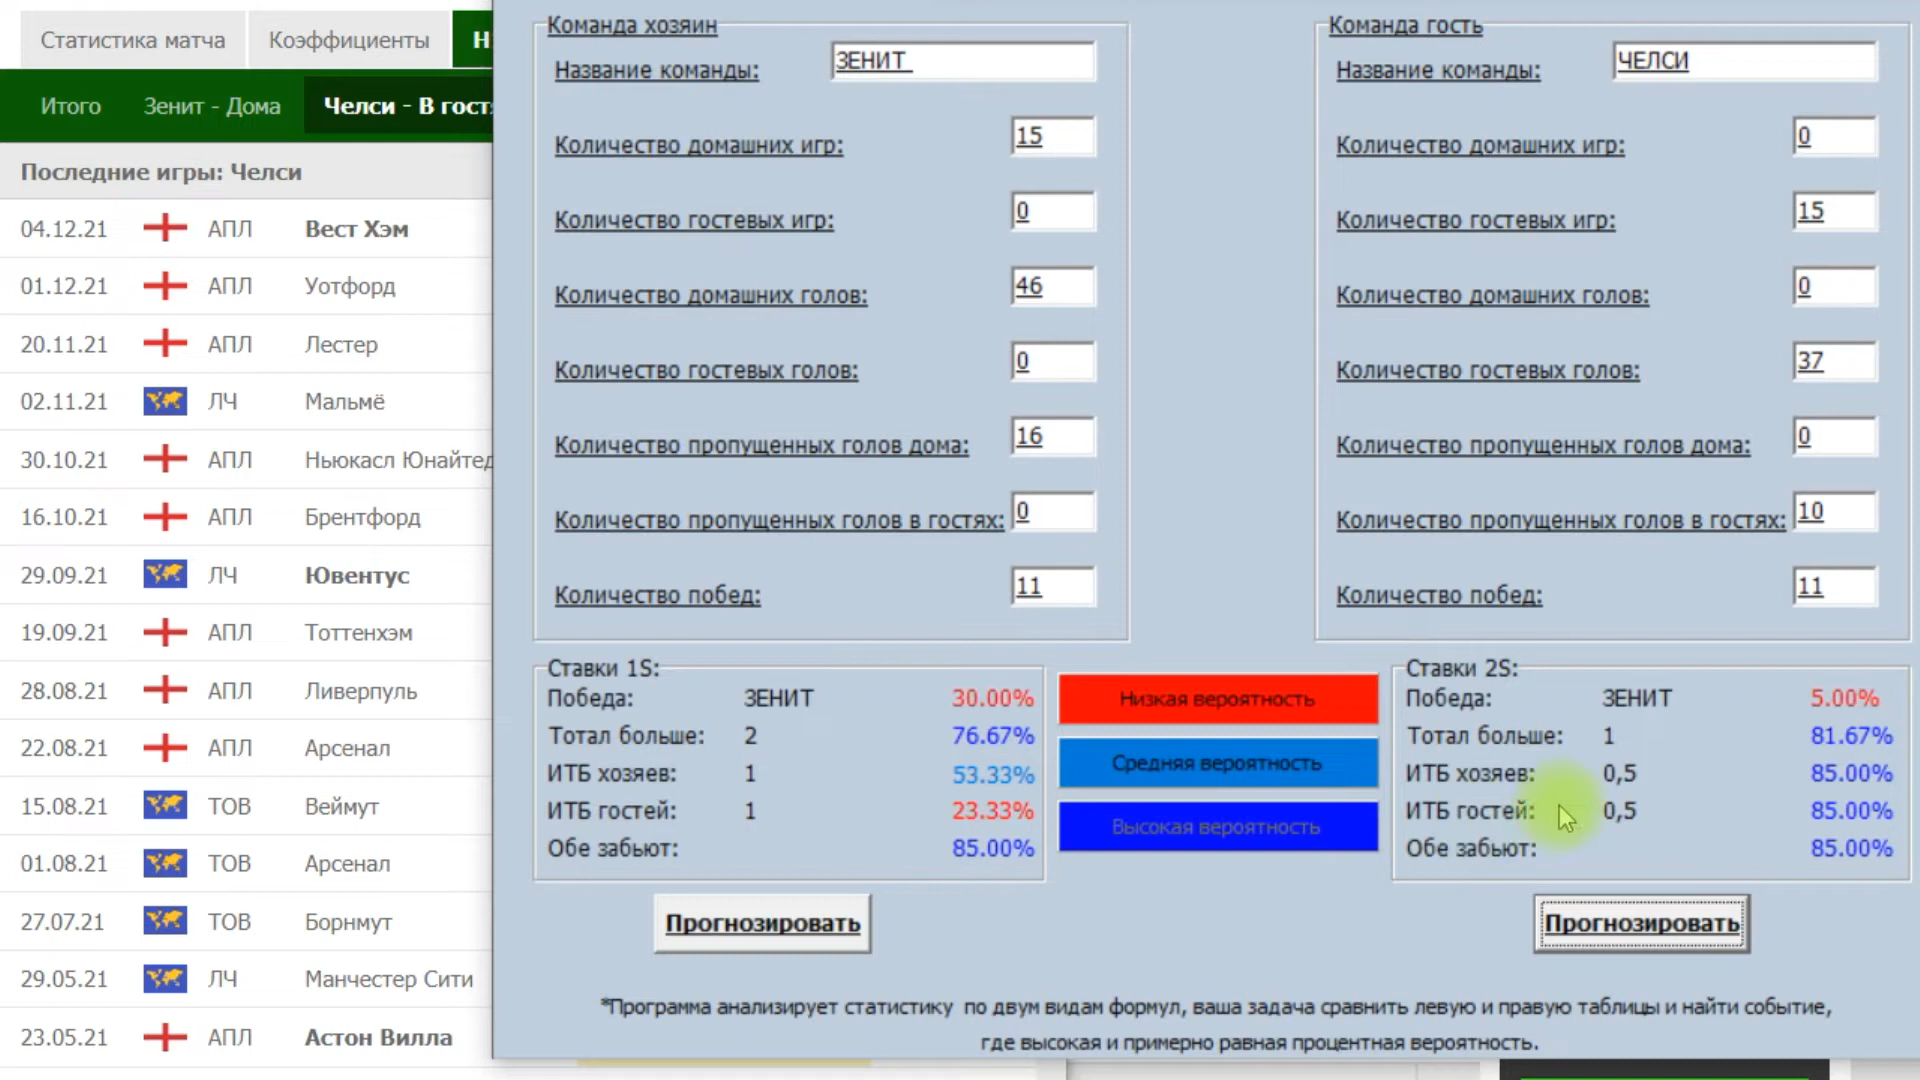 Статистика матча
Коэффициенты
Итого
Зенит - Дома
Челси - В гост
Последние игры: Челси
04.12.21 АПЛ Вест Хэм
01.12.21 АПЛ Уотфорд
20.11.21 АПЛ Лестер
02.11.21 ЛЧ Мальмё
30.10.21 АПЛ Ньюкасл Юнайтед
16.10.21 АПЛ Брентфорд
29.09.21 ЛЧ Ювентус
19.09.21 АПЛ Тоттенхэм
28.08.21 АПЛ Ливерпуль
22.08.21 АПЛ Арсенал
15.08.21 ТОВ Веймут
01.08.21 ТОВ Арсенал
27.07.21 ТОВ Борнмут
29.05.21 ЛЧ Манчестер Сити
23.05.21 АПЛ Астон Вилла
Команда хозяин
Название команды: ЗЕНИТ
Количество домашних игр: 15
Количество гостевых игр: 0
Количество домашних голов: 46
Количество гостевых голов: 0
Количество пропущенных голов дома: 16
Количество пропущенных голов в гостях: 0
Количество побед: 11
Команда гость
Название команды: ЧЕЛСИ
Количество домашних игр: 0
Количество гостевых игр: 15
Количество домашних голов: 0
Количество гостевых голов: 37
Количество пропущенных голов дома: 0
Количество пропущенных голов в гостях: 10
Количество побед: 11
Ставки 1S:
Победа: ЗЕНИТ 30.00%
Тотал больше: 2 76.67%
ИТБ хозяев: 1 53.33%
ИТБ гостей: 1 23.33%
Обе забьют: 85.00%
Прогнозировать
Низкая вероятность
Средняя вероятность
Высокая вероятность
Ставки 2S:
Победа: ЗЕНИТ 5.00%
Тотал больше: 1 81.67%
ИТБ хозяев: 0,5 85.00%
ИТБ гостей: 0,5 85.00%
Обе забьют: 85.00%
Прогнозировать
*Программа анализирует статистику по двум видам формул, ваша задача сравнить левую и правую таблицы и найти событие,
где высокая и примерно равная процентная вероятность.